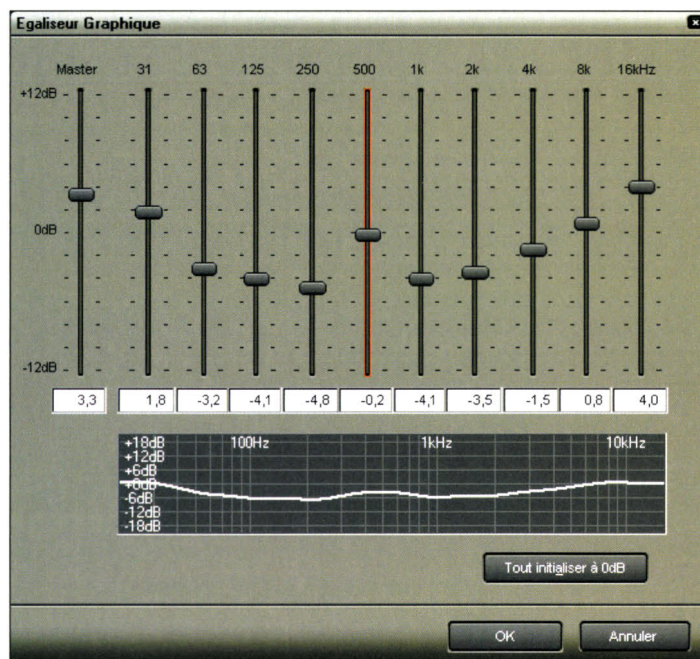 Egaliseur Graphique
Master 31 63 125 250 500 1k 2k 4k 8k 16kHz
+12dB
0dB
-12dB
3,3 1,8 -3,2 -4,1 -4,8 -0,2 -4,1 -3,5 -1,5 0,8 4,0
+18dB 100Hz 1kHz 10kHz
+12dB
+6dB
+0dB
-6dB
-12dB
-18dB
Tout initialiser à 0dB
OK Annuler